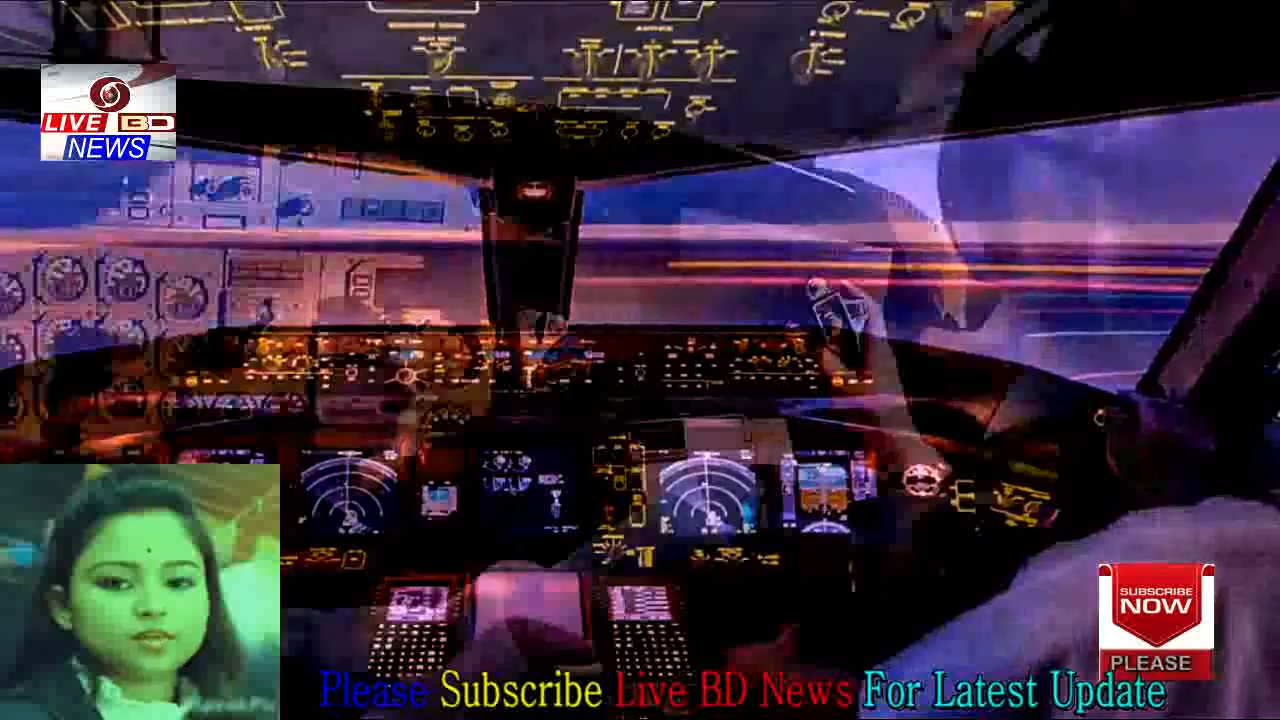 LIVE BD
NEWS
SUBSCRIBE
NOW
PLEASE
Please Subscribe Live BD News For Latest Update